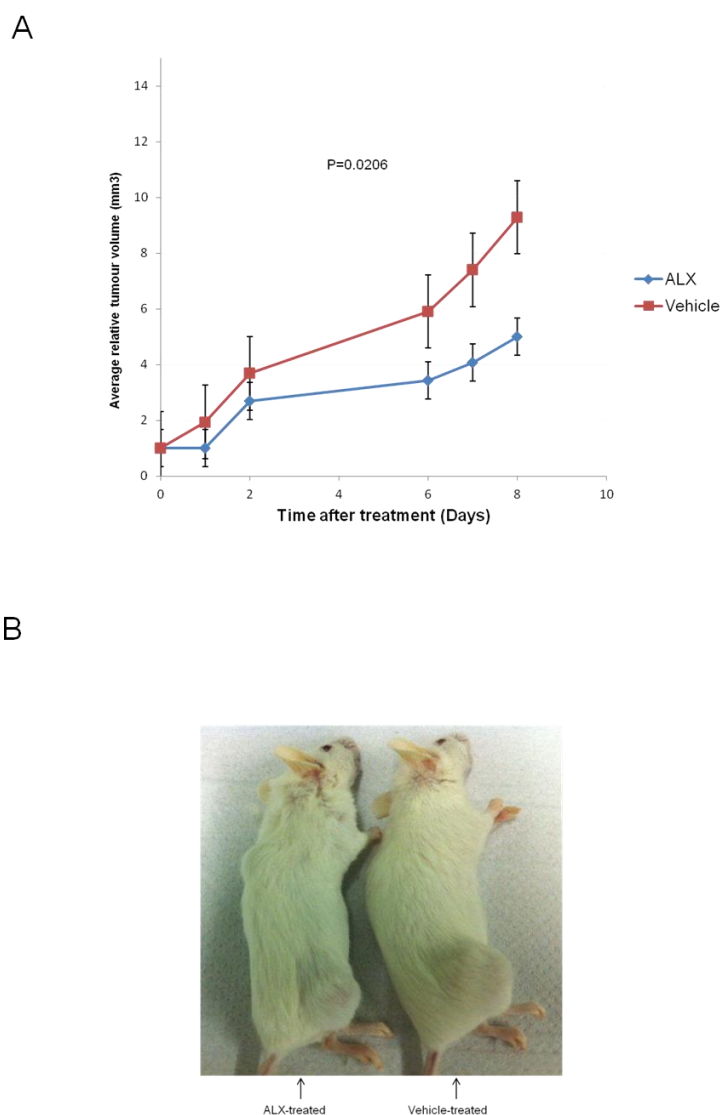 A
14
12
P=0.0206
10
8
6
4
2
0
Average relative tumour volume (mm3)
ALX
Vehicle
0 2 4 6 8 10
Time after treatment (Days)
B
ALX-treated Vehicle-treated